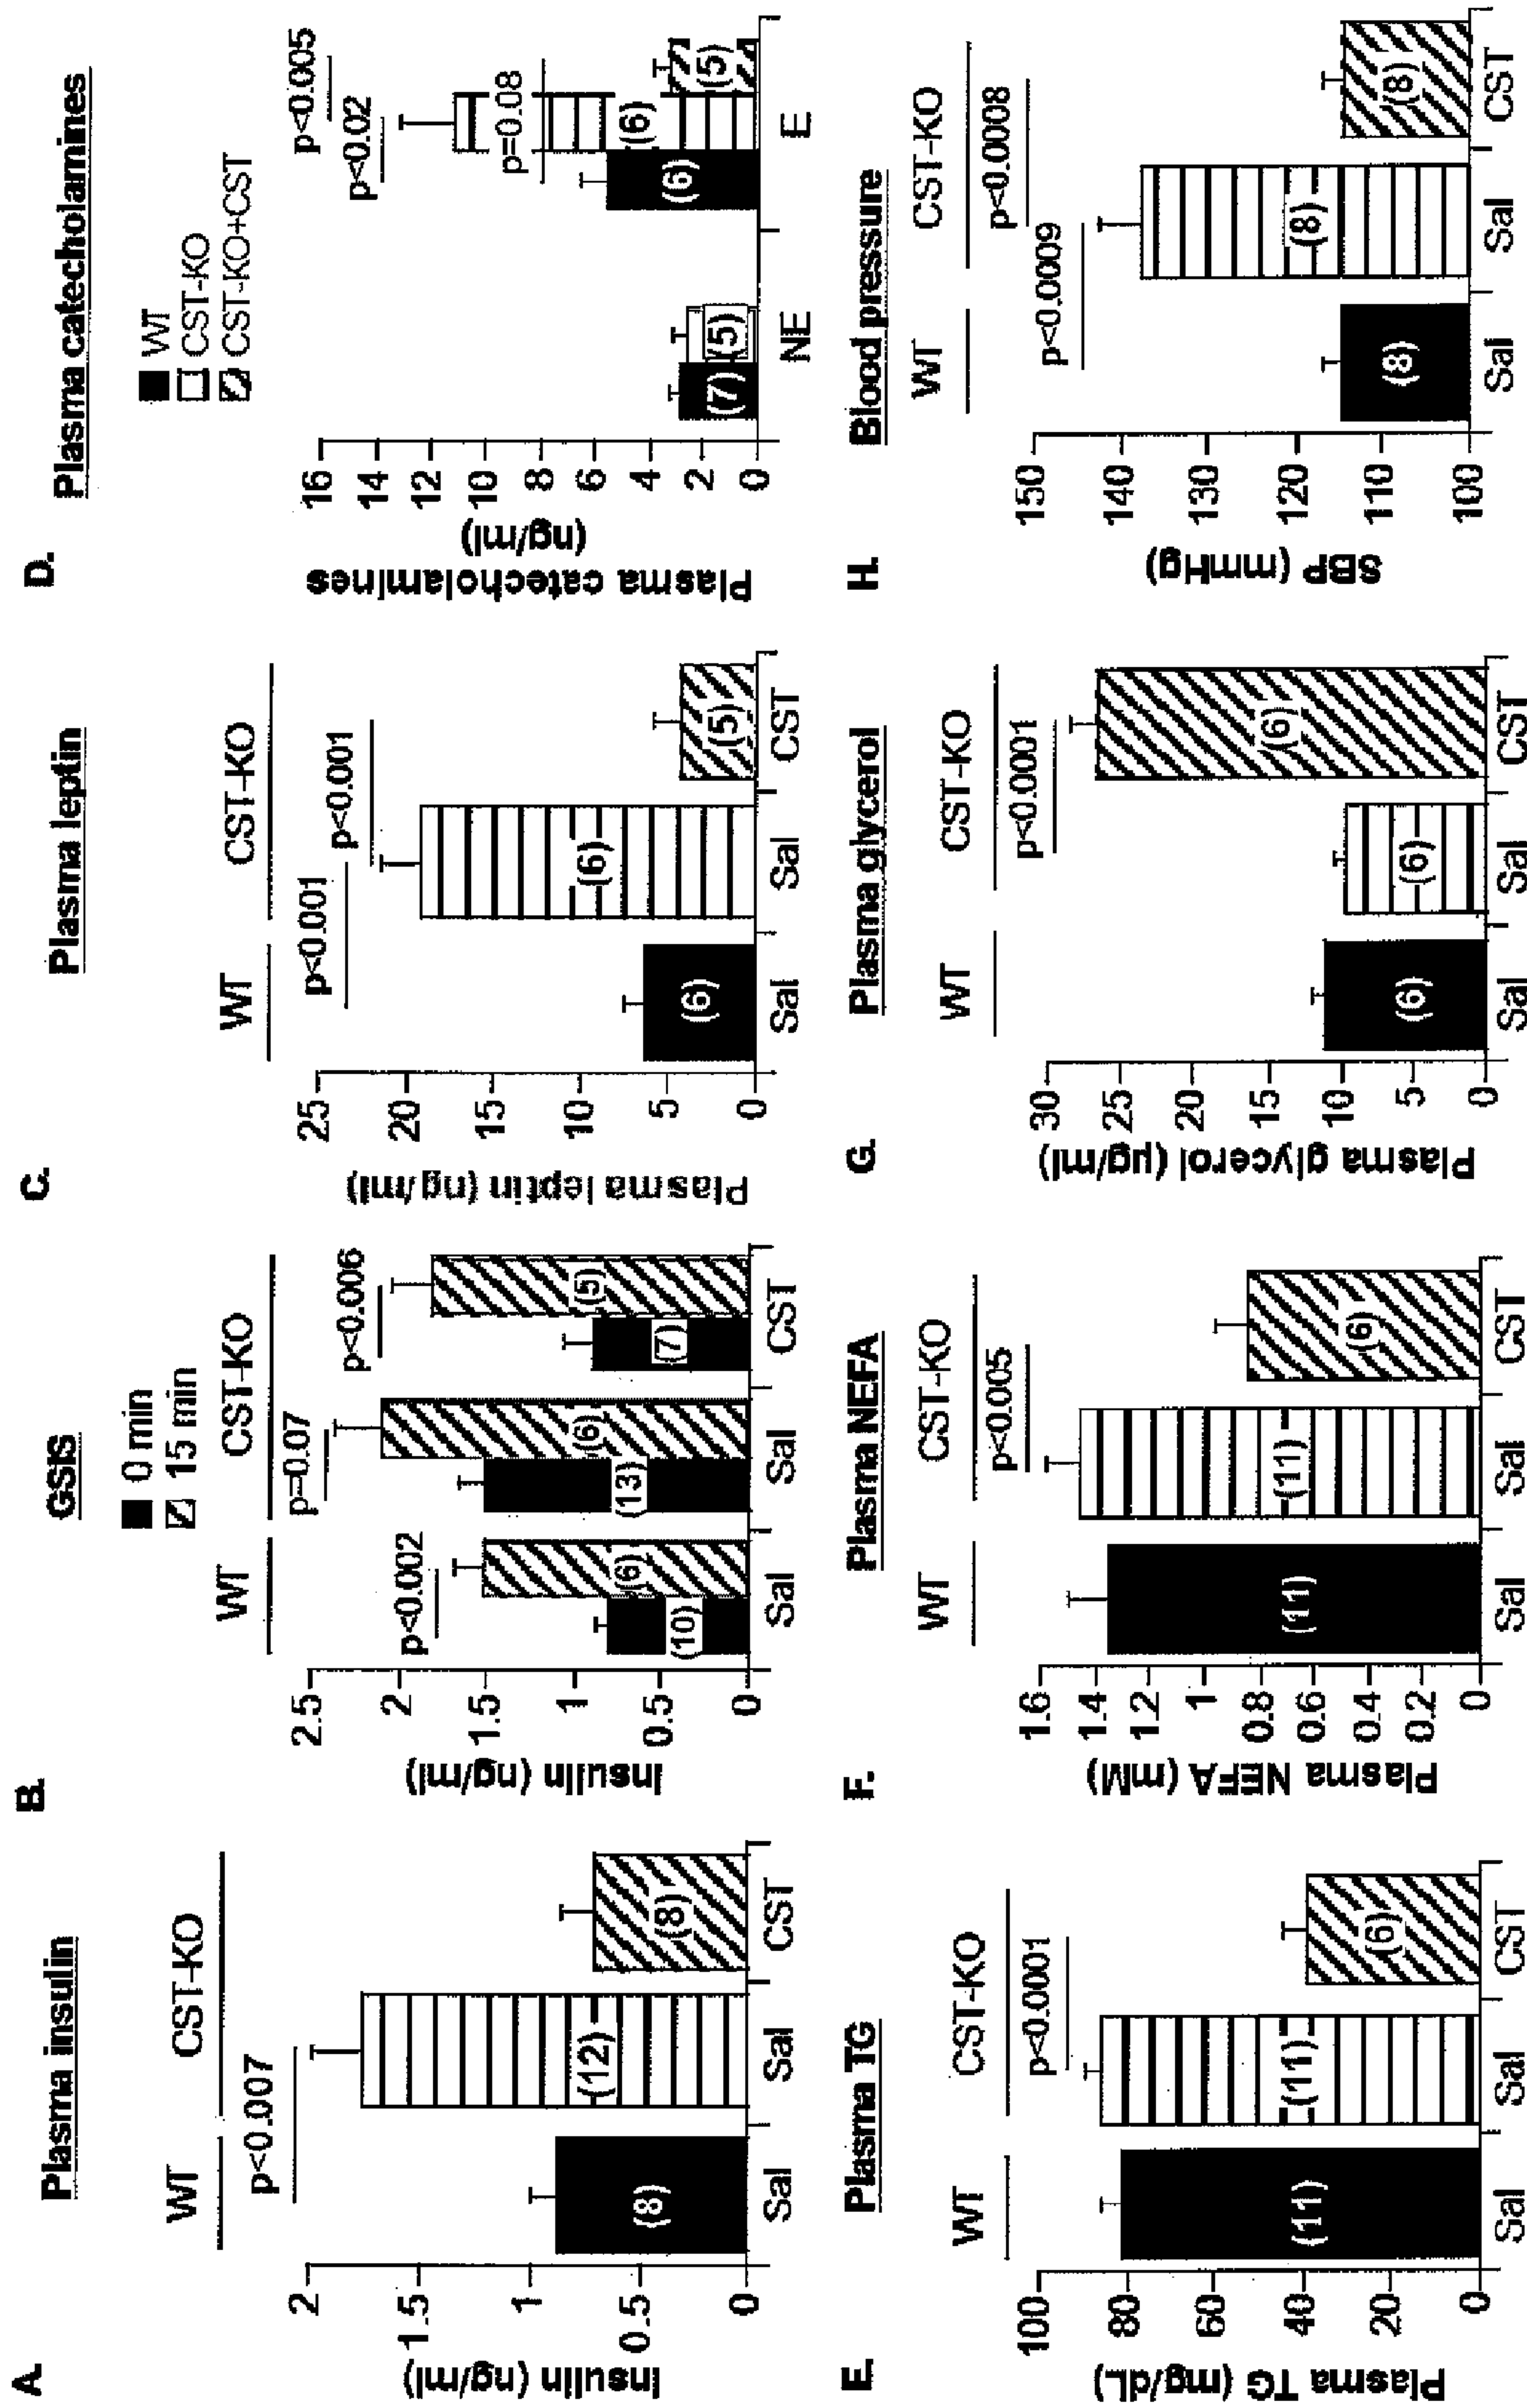 A.
Plasma insulin
WT CST-KO
p<0.007
2
1.5
1
0.5
0
Insulin (ng/ml)
(8) (12) (8)
Sal Sal CST
B.
GSIS
0 min
15 min
WT CST-KO
p<0.002 p=0.07 p<0.006
2.5
2
1.5
1
0.5
0
Insulin (ng/ml)
(10) (6) (13) (6) (7) (5)
Sal Sal CST
C.
Plasma leptin
WT CST-KO
p<0.001 p<0.001
25
20
15
10
5
0
Plasma leptin (ng/ml)
(6) (6) (5)
Sal Sal CST
D.
Plasma catecholamines
WT
CST-KO
CST-KO+CST
p<0.005
p<0.02
p=0.08
16
14
12
10
8
6
4
2
0
Plasma catecholamines
(ng/ml)
(7) (5) (6) (6) (5)
NE E
E.
Plasma TG
WT CST-KO
p<0.0001
100
80
60
40
20
0
Plasma TG (mg/dL)
(11) (11) (6)
Sal Sal CST
F.
Plasma NEFA
WT CST-KO
p<0.005
1.6
1.4
1.2
1
0.8
0.6
0.4
0.2
0
Plasma NEFA (mM)
(11) (11) (6)
Sal Sal CST
G.
Plasma glycerol
WT CST-KO
p<0.0001
30
25
20
15
10
5
0
Plasma glycerol (µg/ml)
(6) (6) (6)
Sal Sal CST
H.
Blood pressure
WT CST-KO
p<0.0009 p<0.0008
150
140
130
120
110
100
SBP (mmHg)
(8) (8) (8)
Sal Sal CST